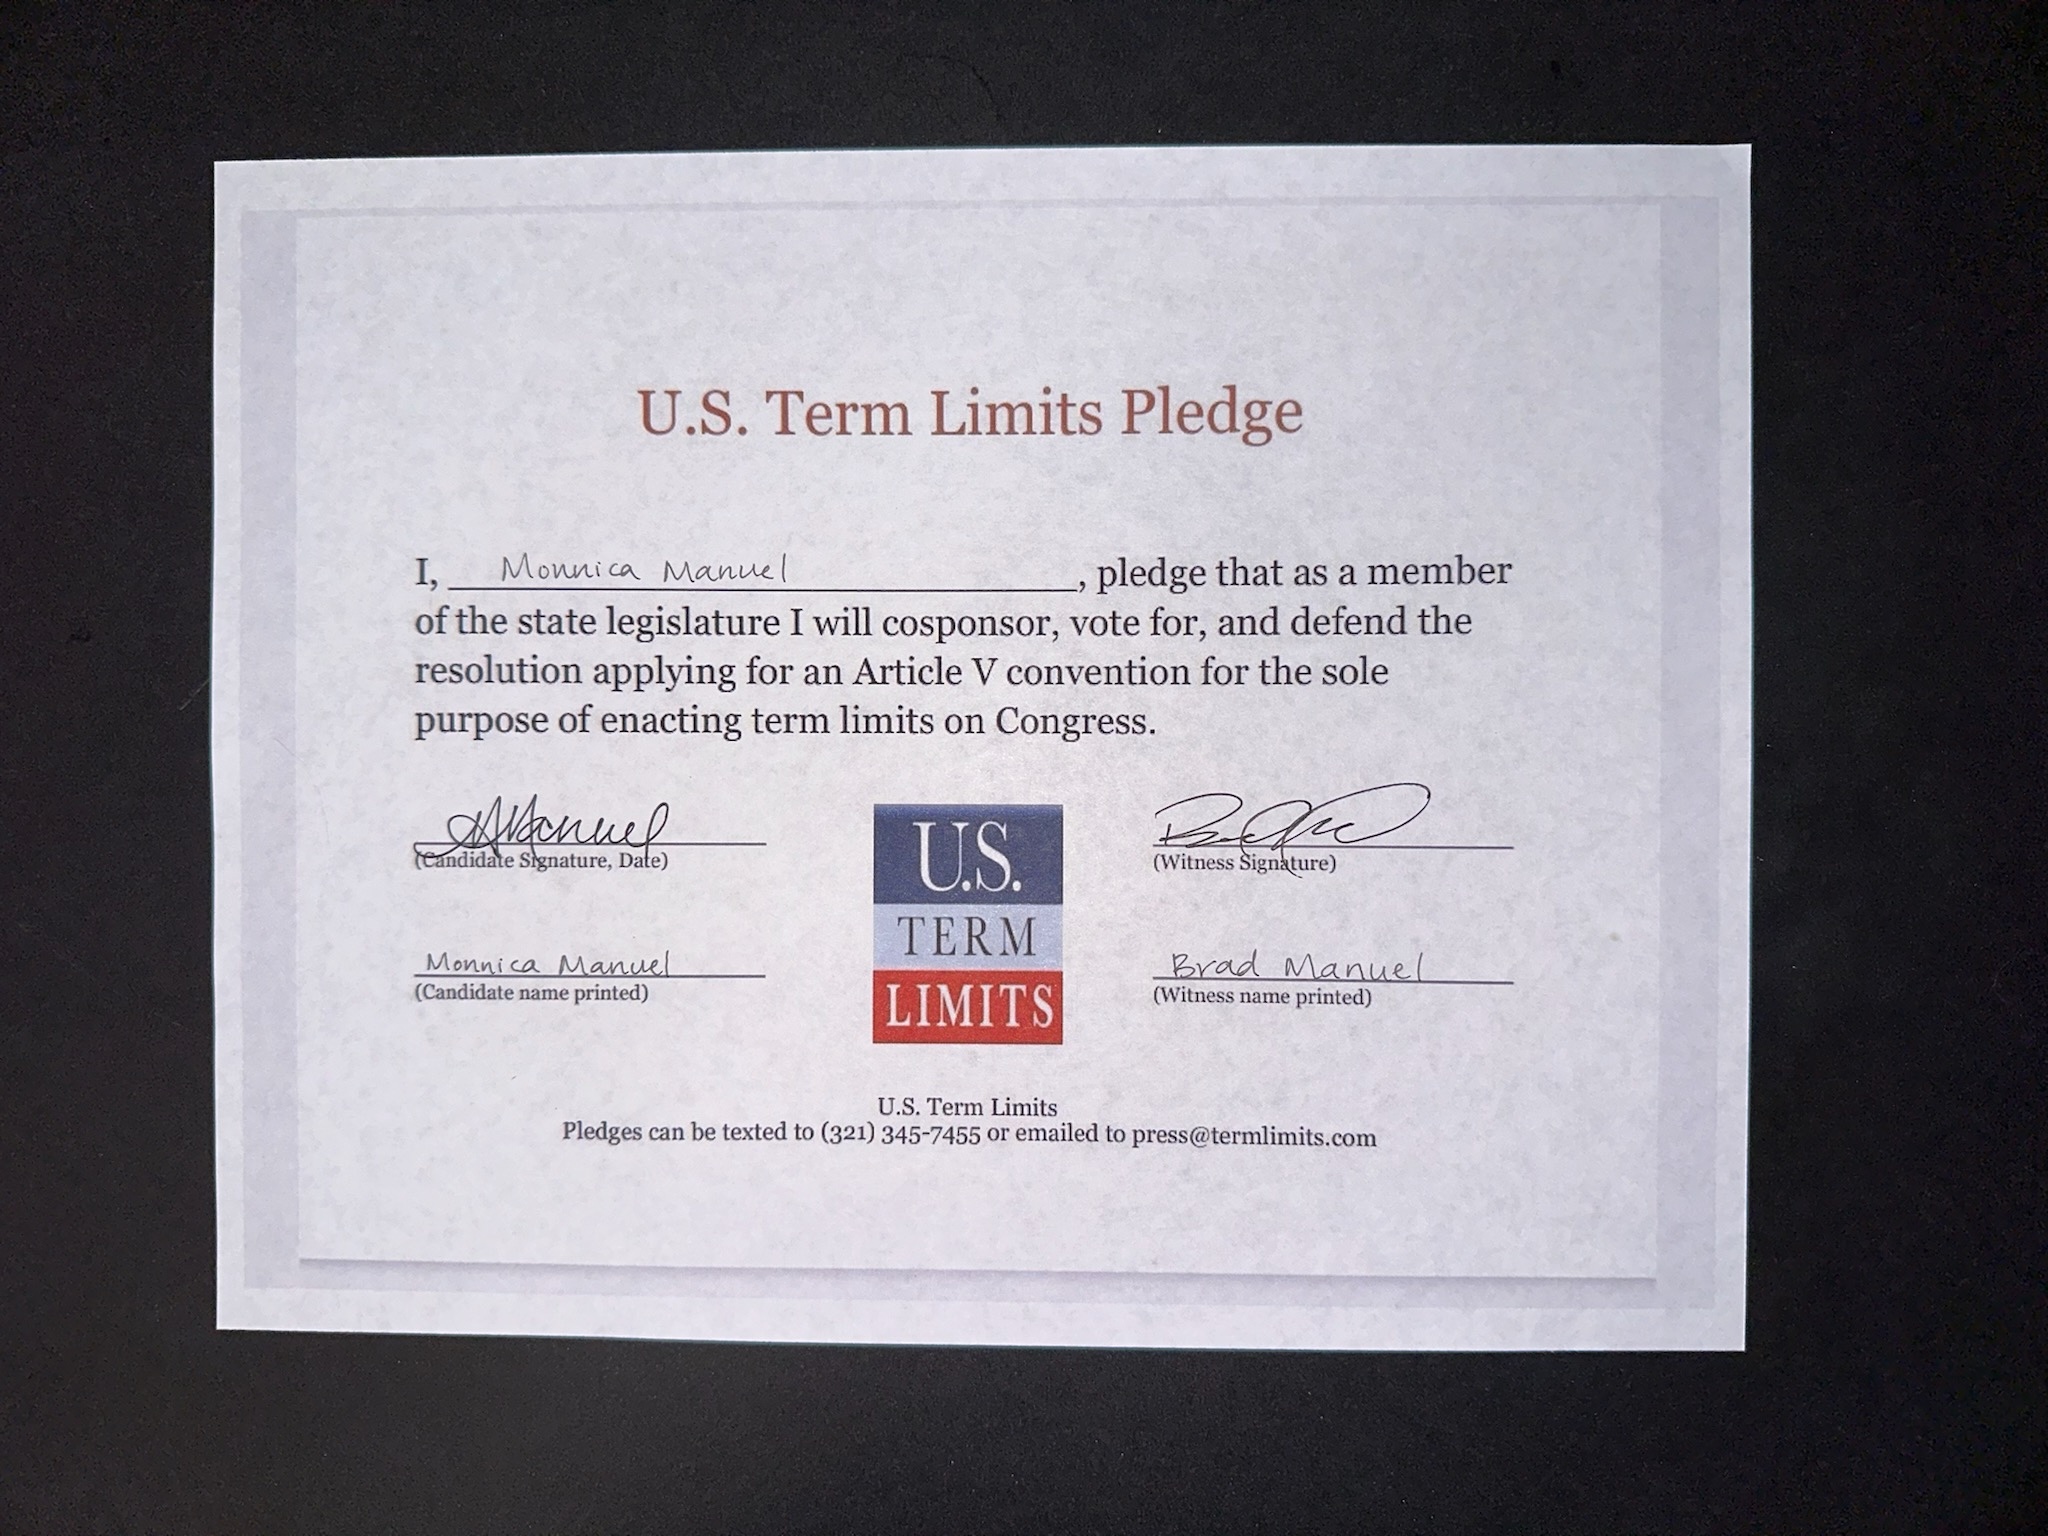 U.S. Term Limits Pledge
I, Monnica Manuel, pledge that as a member
of the state legislature I will cosponsor, vote for, and defend the
resolution applying for an Article V convention for the sole
purpose of enacting term limits on Congress.
(Candidate Signature, Date)
(Witness Signature)
Monnica Manuel
(Candidate name printed)
Brad Manuel
(Witness name printed)
U.S.
TERM
LIMITS
U.S. Term Limits
Pledges can be texted to (321) 345-7455 or emailed to press@termlimits.com